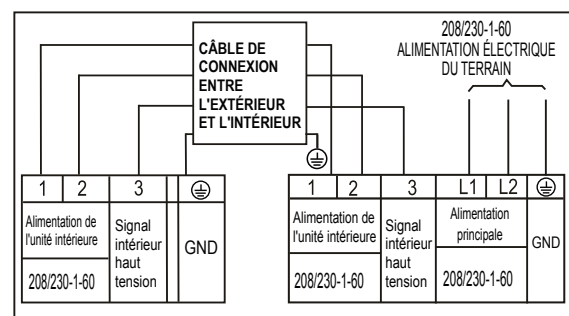 208/230-1-60
ALIMENTATION ÉLECTRIQUE
DU TERRAIN
CÂBLE DE
CONNEXION
ENTRE
L'EXTÉRIEUR
ET L'INTÉRIEUR
1 2 3
Alimentation de
l'unité intérieure
208/230-1-60
Signal
intérieur
haut
tension
GND
1 2 3 L1 L2
Alimentation de
l'unité intérieure
208/230-1-60
Signal
intérieur
haut
tension
Alimentation
principale
208/230-1-60
GND